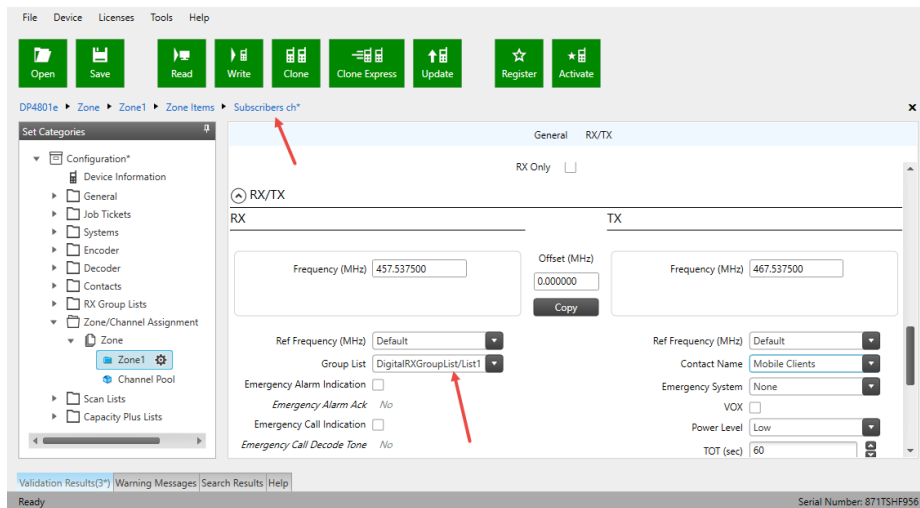 File Device Licenses Tools Help
Open Save Read Write Clone Clone Express Update Register Activate
DP4801e Zone Zone1 Zone Items Subscribers ch*
Set Categories
Configuration*
Device Information
General
Job Tickets
Systems
Encoder
Decoder
Contacts
RX Group Lists
Zone/Channel Assignment
Zone
Zone1
Channel Pool
Scan Lists
Capacity Plus Lists
General RX/TX
RX Only
RX/TX
RX TX
Offset (MHz)
Frequency (MHz) 457.537500 0.000000 Frequency (MHz) 467.537500
Copy
Ref Frequency (MHz) Default Ref Frequency (MHz) Default
Group List DigitalRXGroupList/List1 Contact Name Mobile Clients
Emergency Alarm Indication Emergency System None
Emergency Alarm Ack No VOX
Emergency Call Indication Power Level Low
Emergency Call Decode Tone No TOT (sec) 60
Validation Results(3*) Warning Messages Search Results Help
Ready Serial Number: 871TSHF956